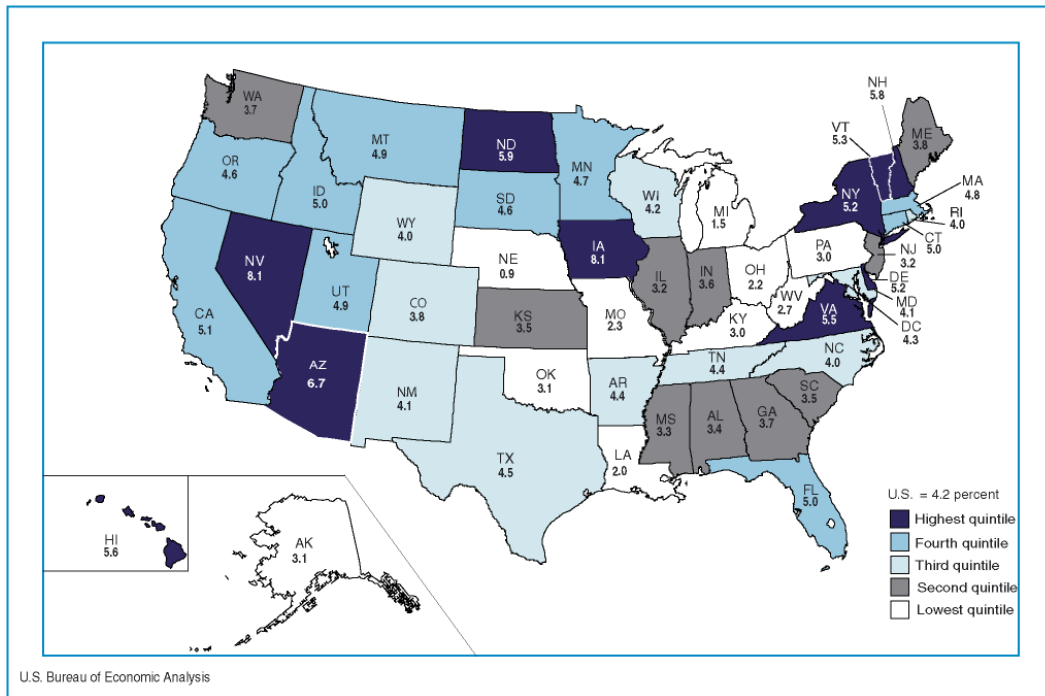 WA
3.7
MT
4.9
ND
5.9
MN
4.7
NH
5.8
VT
5.3
ME
3.8
OR
4.6
ID
5.0
SD
4.6
WI
4.2
NY
5.2
MA
4.8
RI
4.0
WY
4.0
MI
1.5
CT
5.0
NE
0.9
IA
8.1
PA
3.0
NJ
3.2
NV
8.1
UT
4.9
CO
3.8
IL
3.2
IN
3.6
OH
2.2
WV
2.7
DE
5.2
MD
4.1
DC
4.3
CA
5.1
KS
3.5
MO
2.3
KY
3.0
VA
5.5
AZ
6.7
NM
4.1
OK
3.1
AR
4.4
TN
4.4
NC
4.0
SC
3.5
MS
3.3
AL
3.4
GA
3.7
TX
4.5
LA
2.0
FL
5.0
HI
5.6
AK
3.1
U.S. = 4.2 percent
Highest quintile
Fourth quintile
Third quintile
Second quintile
Lowest quintile
U.S. Bureau of Economic Analysis